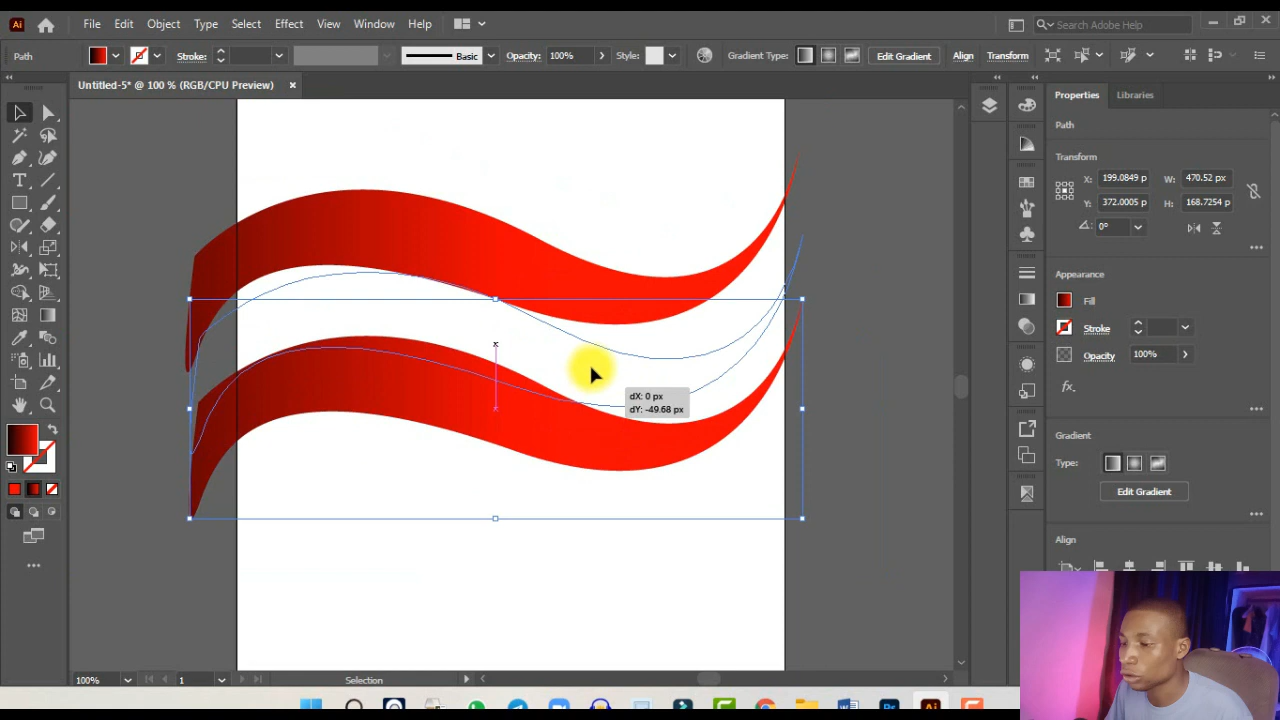 Ai File Edit Object Type Select Effect View Window Help Search Adobe Help
Path Stroke: Basic Opacity: 100% Style: Gradient Type: Edit Gradient Align Transform
Untitled-5* @ 100 % (RGB/CPU Preview)
Properties Libraries
Path
Transform
X: 199.0849 p W: 470.52 px
Y: 372.0005 p H: 168.7254 p
0°
Appearance
Fill
Stroke
Opacity 100%
fx.
dX: 0 px
dY: -49.68 px
Gradient
Type:
Edit Gradient
Align
100% 1 Selection
W Ps Ai